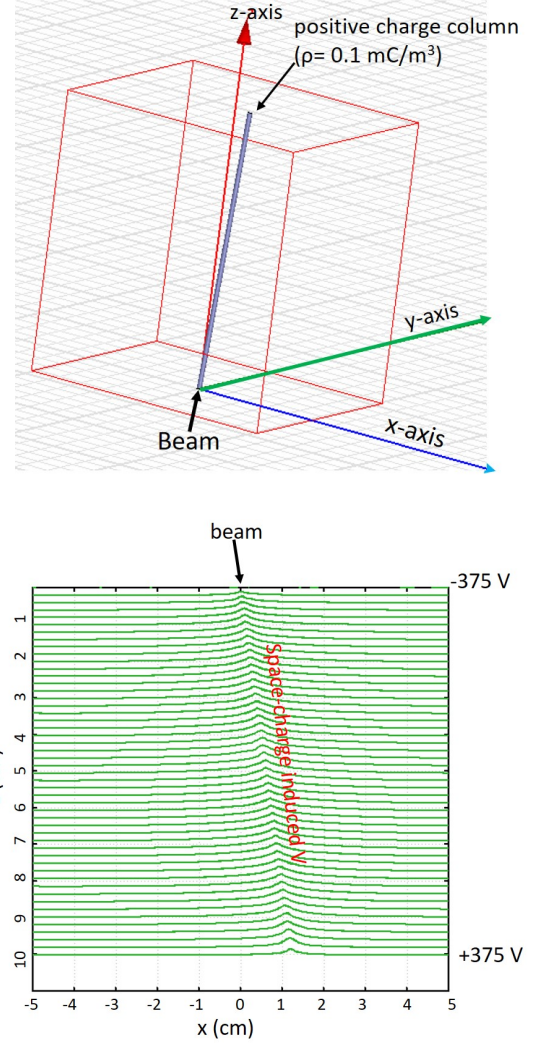 z-axis
positive charge column
(ρ= 0.1 mC/m³)
y-axis
x-axis
Beam
beam
-375 V
1
2
3
4
5
6
7
8
9
10
Space-change induced V
+375 V
-5 -4 -3 -2 -1 0 1 2 3 4 5
x (cm)